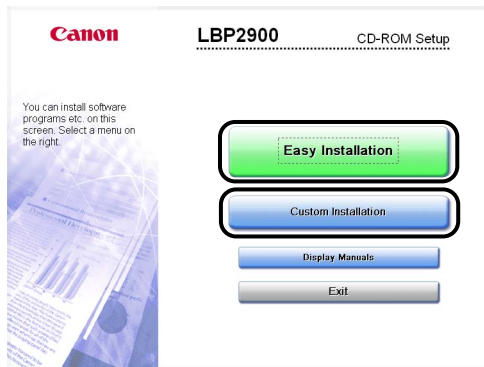 Canon
LBP2900
CD-ROM Setup
You can install software
programs etc. on this
screen. Select a menu on
the right.
Easy Installation
Custom Installation
Display Manuals
Exit